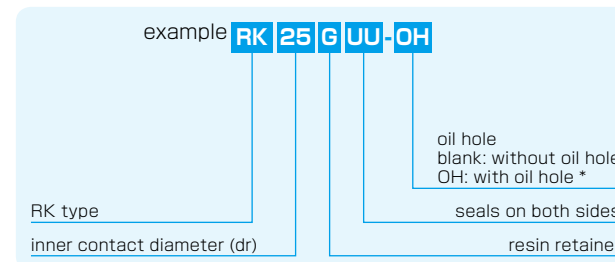 example RK 25 G UU-OH
oil hole
blank: without oil hole
OH: with oil hole *
RK type
seals on both sides
inner contact diameter (dr)
resin retainer